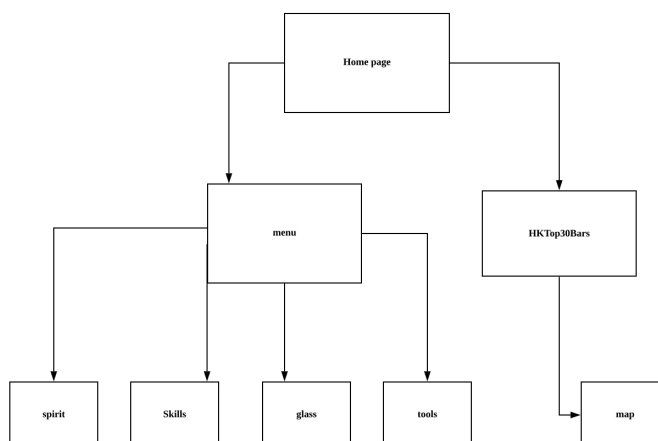 Home page
menu
HKTop30Bars
spirit
Skills
glass
tools
map